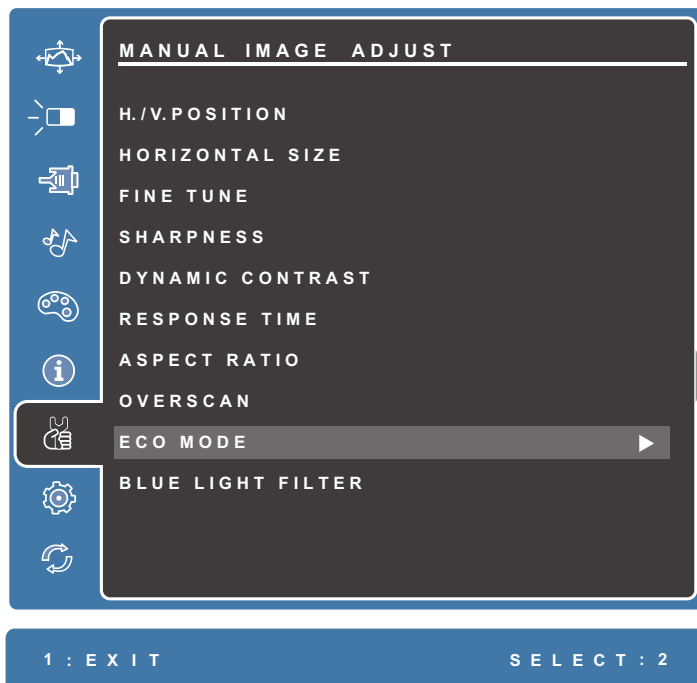 MANUAL IMAGE ADJUST
H./V.POSITION
HORIZONTAL SIZE
FINE TUNE
SHARPNESS
DYNAMIC CONTRAST
RESPONSE TIME
ASPECT RATIO
OVERSCAN
ECO MODE
BLUE LIGHT FILTER
1:EXIT SELECT:2